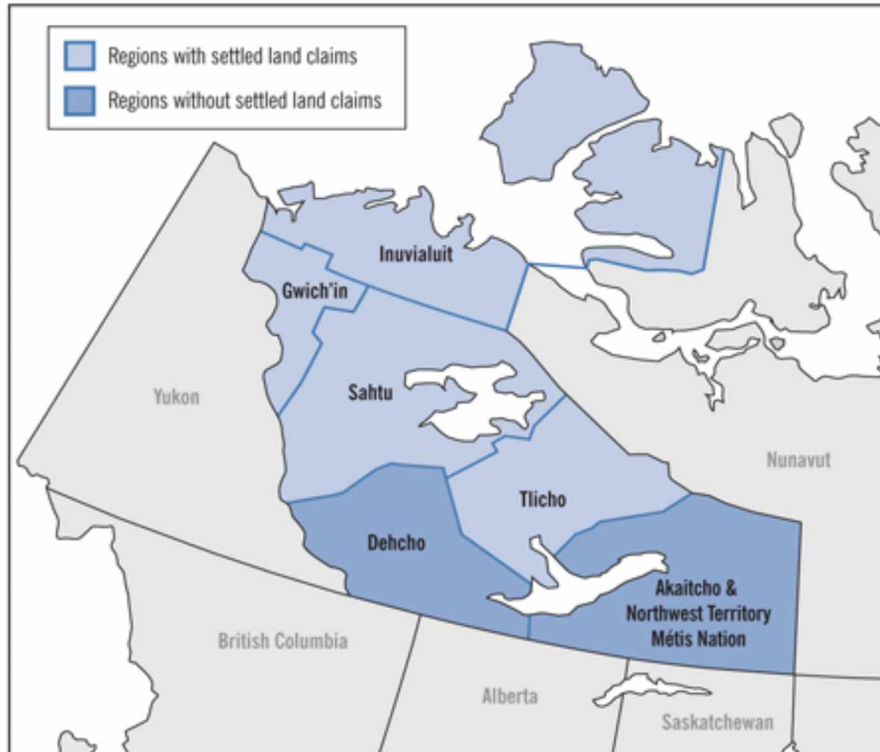 Regions with settled land claims
Regions without settled land claims
Inuvialuit
Gwich'in
Sahtu
Yukon
Nunavut
Tlicho
Dehcho
Akaitcho &
Northwest Territory
Métis Nation
British Columbia
Alberta
Saskatchewan